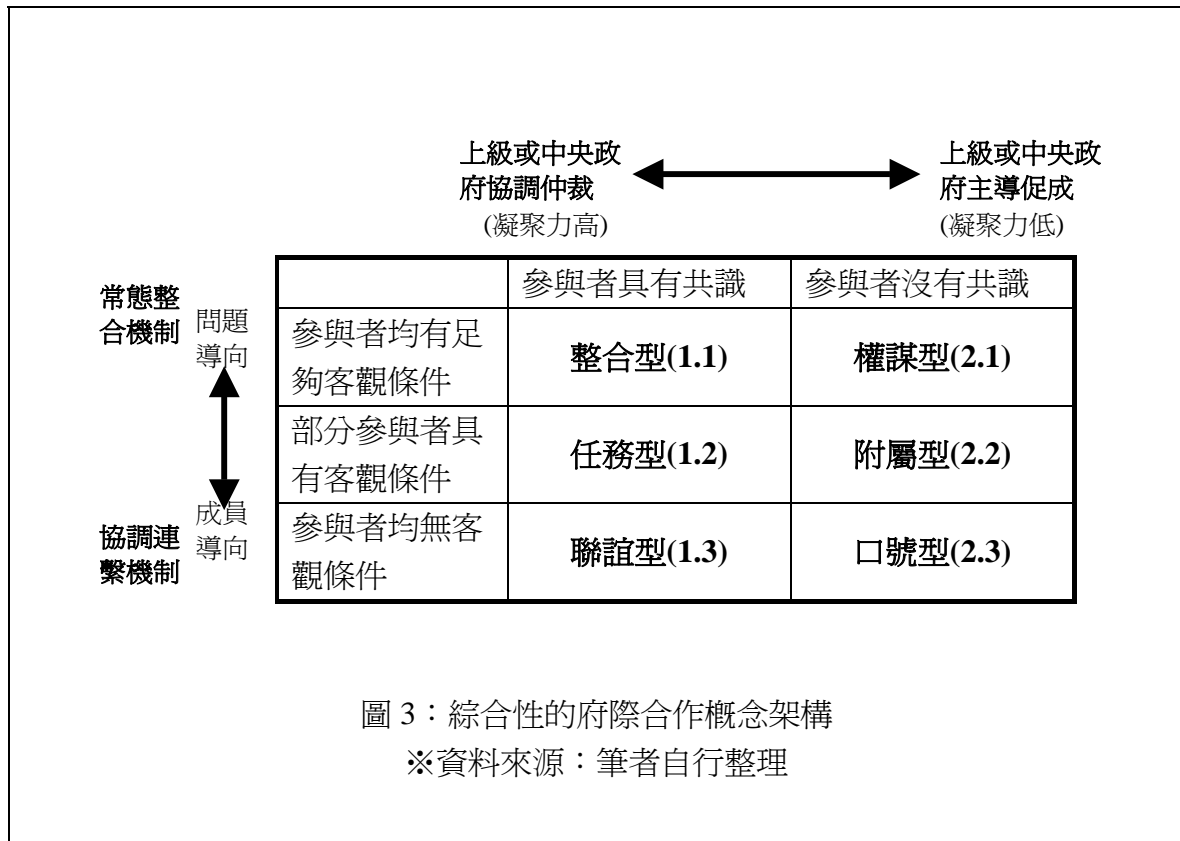 上級或中央政
府協調仲裁
(凝聚力高)
上級或中央政
府主導促成
(凝聚力低)
常態整
合機制
問題
導向
成員
導向
協調連
繫機制
參與者具有共識
參與者沒有共識
參與者均有足
夠客觀條件
整合型(1.1)
權謀型(2.1)
部分參與者具
有客觀條件
任務型(1.2)
附屬型(2.2)
參與者均無客
觀條件
聯誼型(1.3)
口號型(2.3)
圖 3：綜合性的府際合作概念架構
※資料來源：筆者自行整理